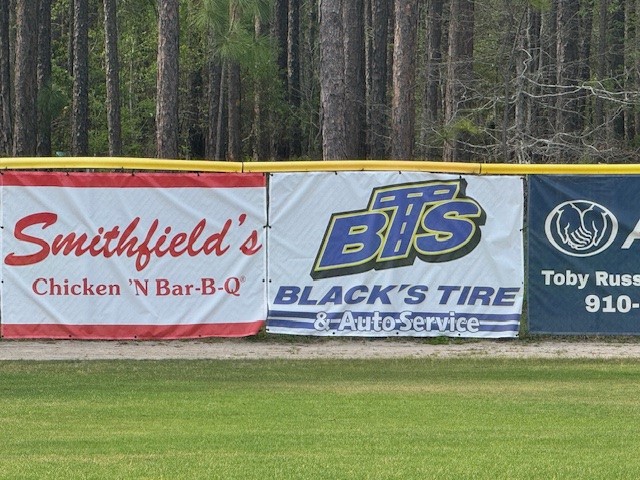 Smithfield's
Chicken 'N Bar-B-Q®
BTS
BLACK'S TIRE
& Auto Service
A
Toby Russ
910-